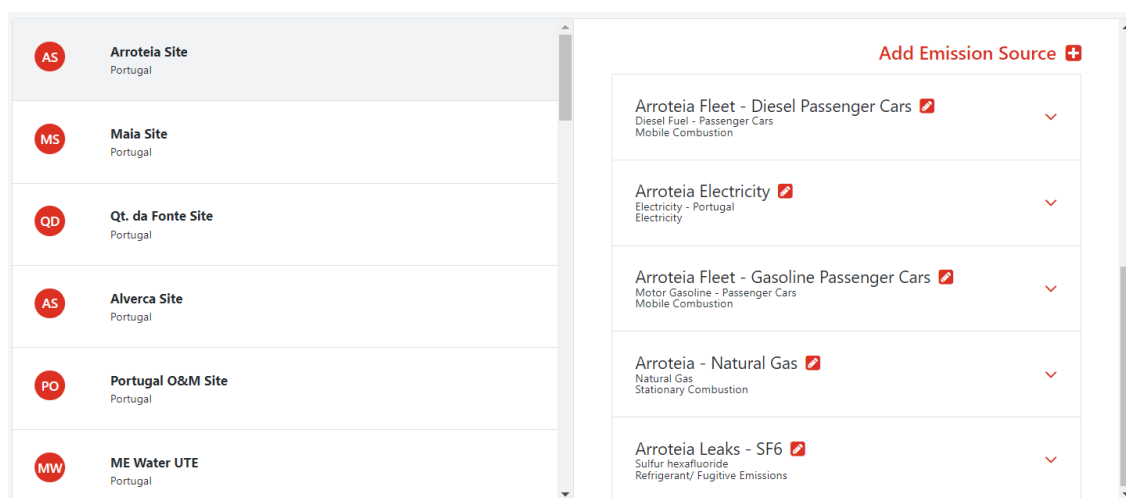 AS
Arroteia Site
Portugal
MS
Maia Site
Portugal
QD
Qt. da Fonte Site
Portugal
AS
Alverca Site
Portugal
PO
Portugal O&M Site
Portugal
MW
ME Water UTE
Portugal
Add Emission Source
Arroteia Fleet - Diesel Passenger Cars
Diesel Fuel - Passenger Cars
Mobile Combustion
Arroteia Electricity
Electricity - Portugal
Electricity
Arroteia Fleet - Gasoline Passenger Cars
Motor Gasoline - Passenger Cars
Mobile Combustion
Arroteia - Natural Gas
Natural Gas
Stationary Combustion
Arroteia Leaks - SF6
Sulfur hexafluoride
Refrigerant/ Fugitive Emissions